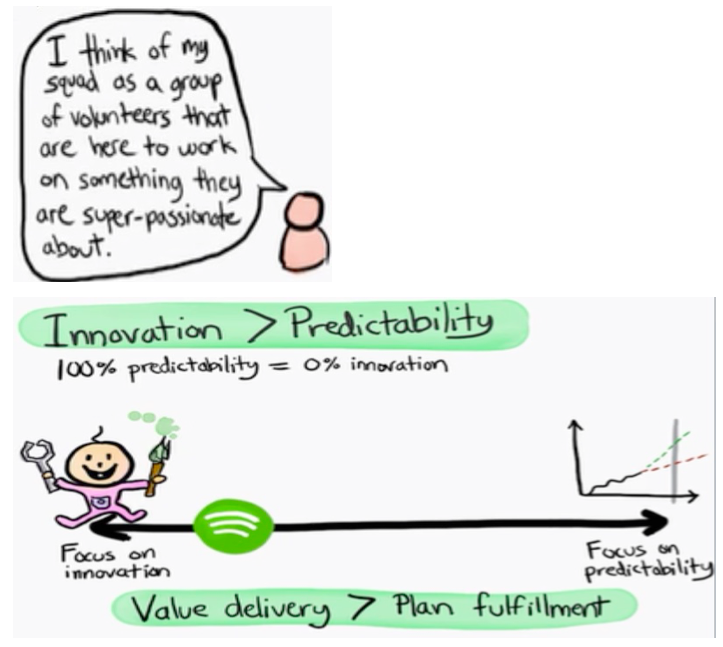 I think of my
squad as a group
of volunteers that
are here to work
on something they
are super-passionate
about.
Innovation > Predictability
100% predictability = 0% innovation
Focus on
innovation
Focus on
predictability
Value delivery > Plan fulfillment